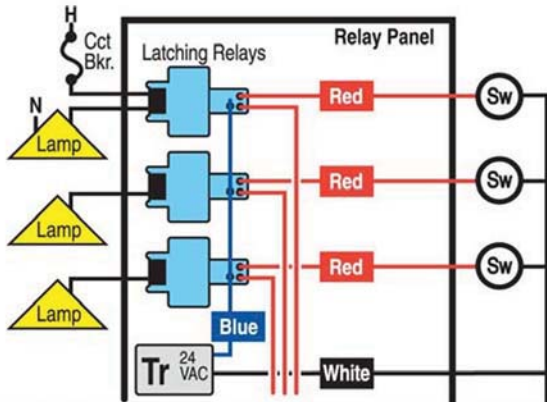 H
Cct
Bkr.
Latching Relays
Relay Panel
N
Lamp
Red
Sw
Lamp
Red
Sw
Lamp
Red
Sw
Blue
Tr 24 VAC
White